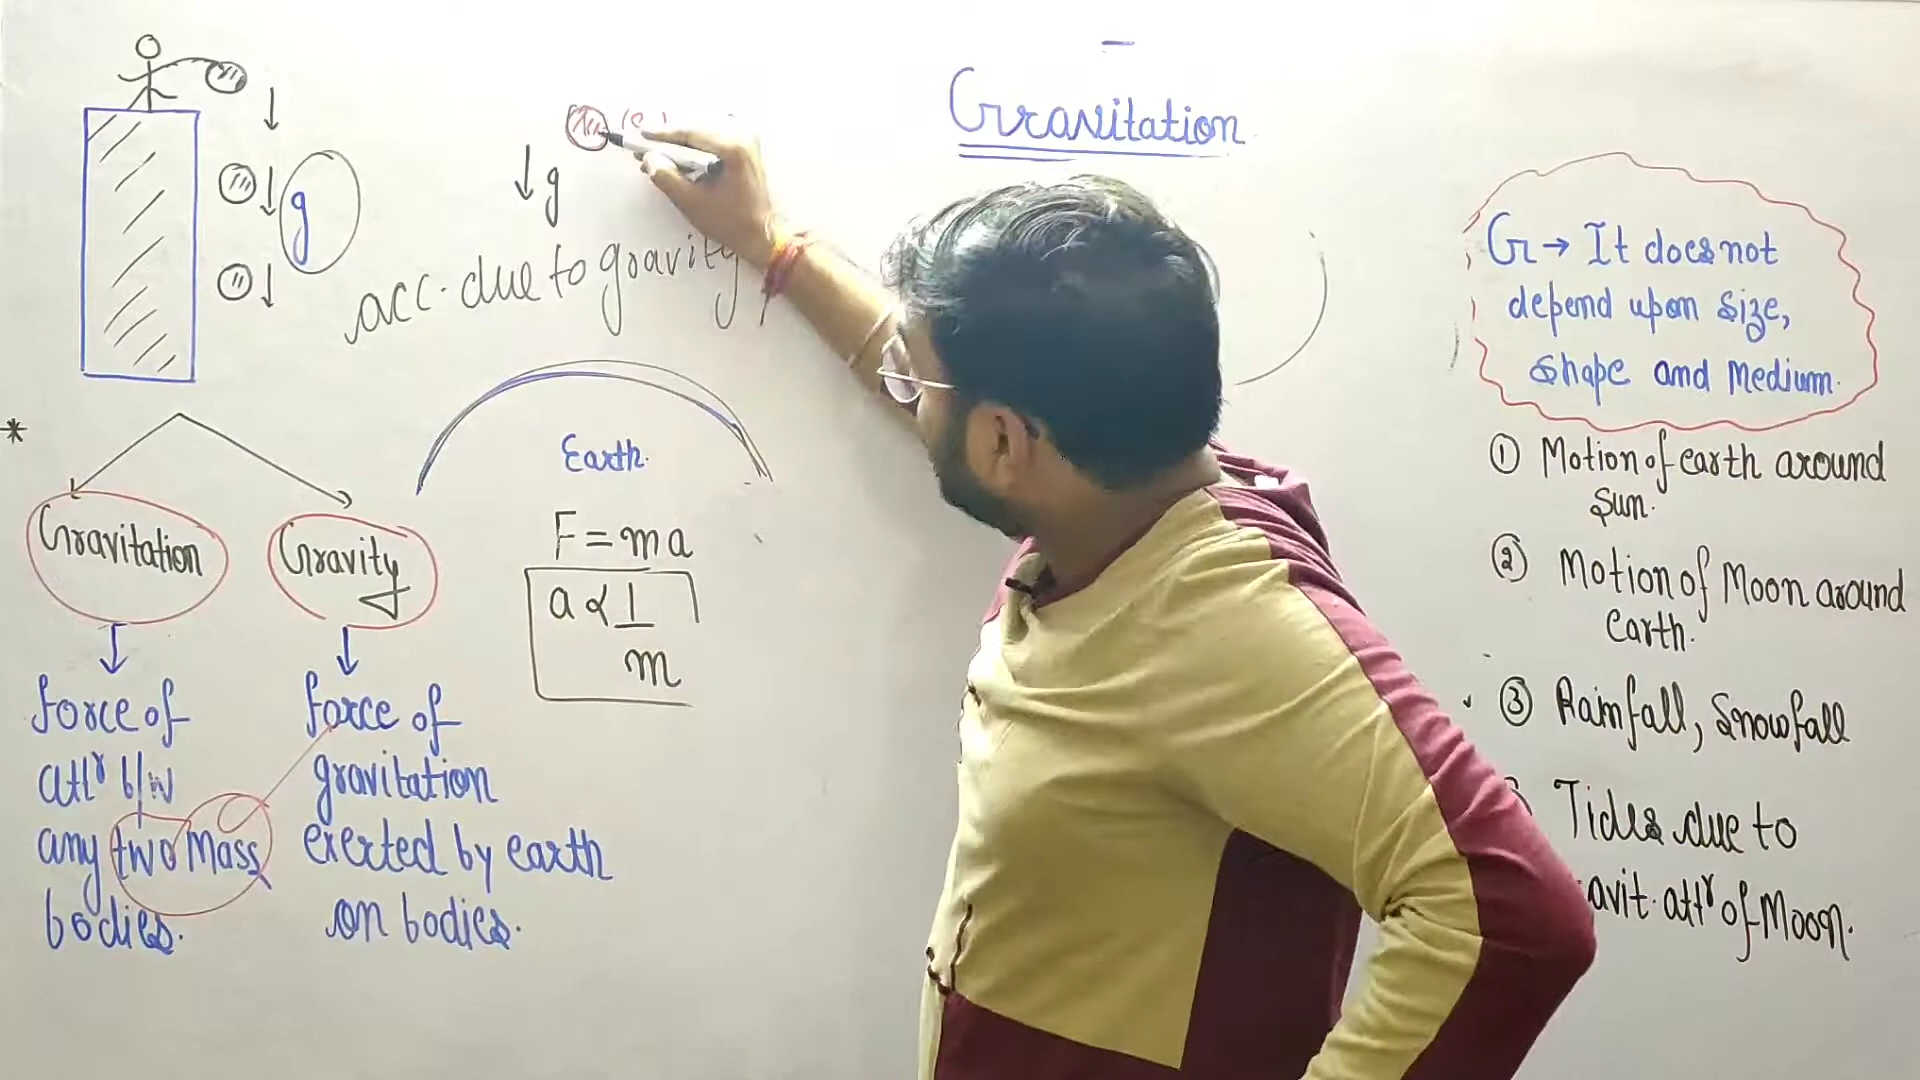 Gravitation
g
g
acc. due to gravity
Earth.
F = ma
a ∝ 1
m
*
Gravitation
Gravity
force of
attⁿ b/w
any two Mass
bodies.
force of
gravitation
exerted by earth
on bodies.
G → It does not
depend upon size,
shape and Medium.
① Motion of earth around
sun.
② Motion of Moon around
earth.
③ Rainfall, Snowfall
Tides due to
avit. attⁿ of Moon.